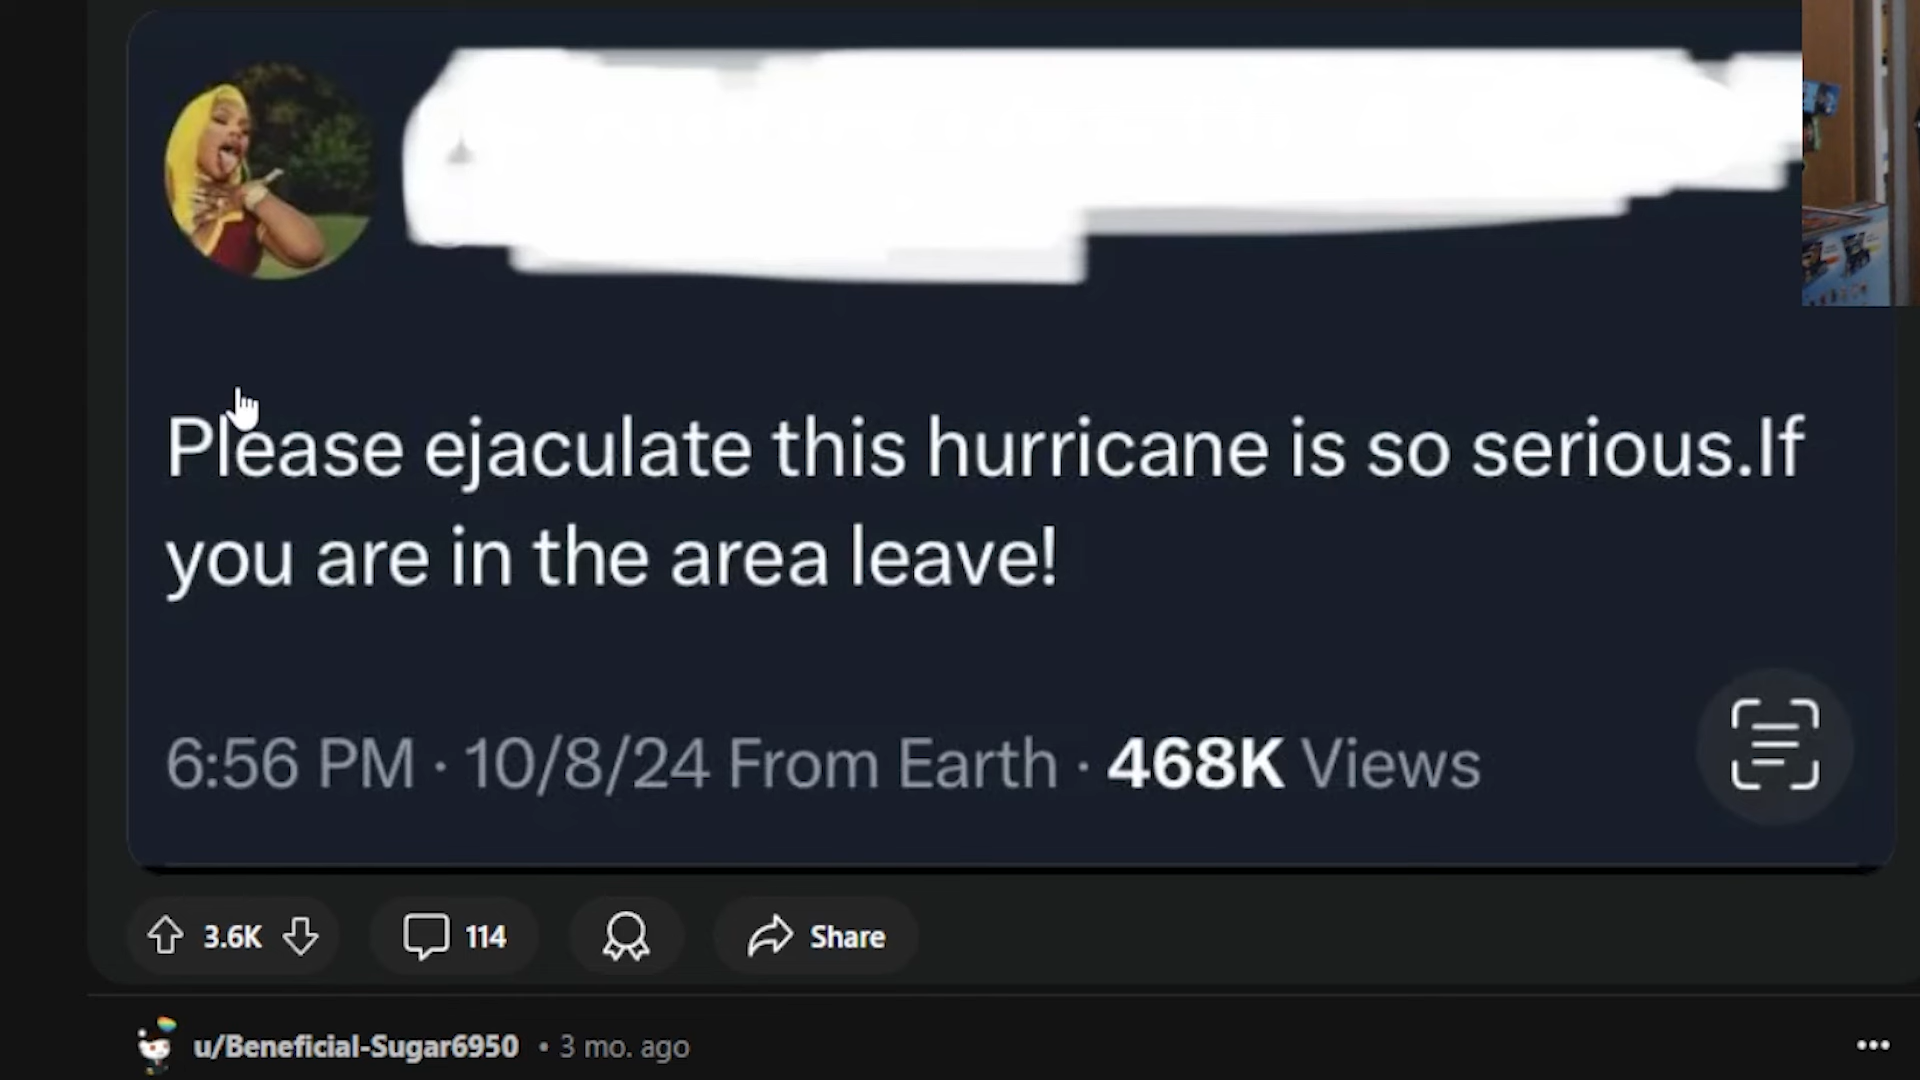 Please ejaculate this hurricane is so serious.If
you are in the area leave!
6:56 PM · 10/8/24 From Earth · 468K Views
3.6K 114 Share
u/Beneficial-Sugar6950 • 3 mo. ago